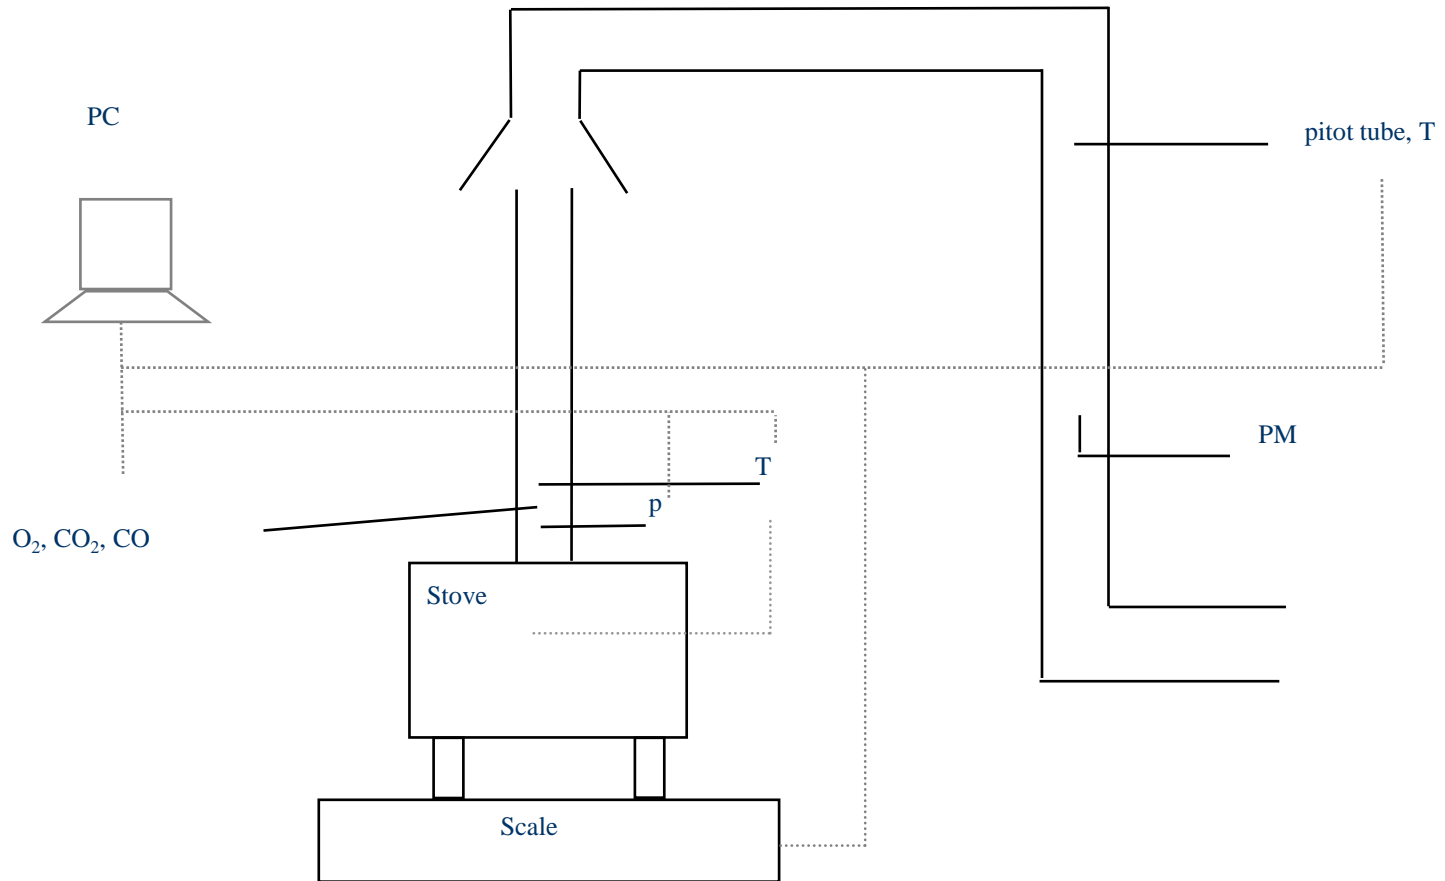 PC
pitot tube, T
PM
T
p
O₂, CO₂, CO
Stove
Scale